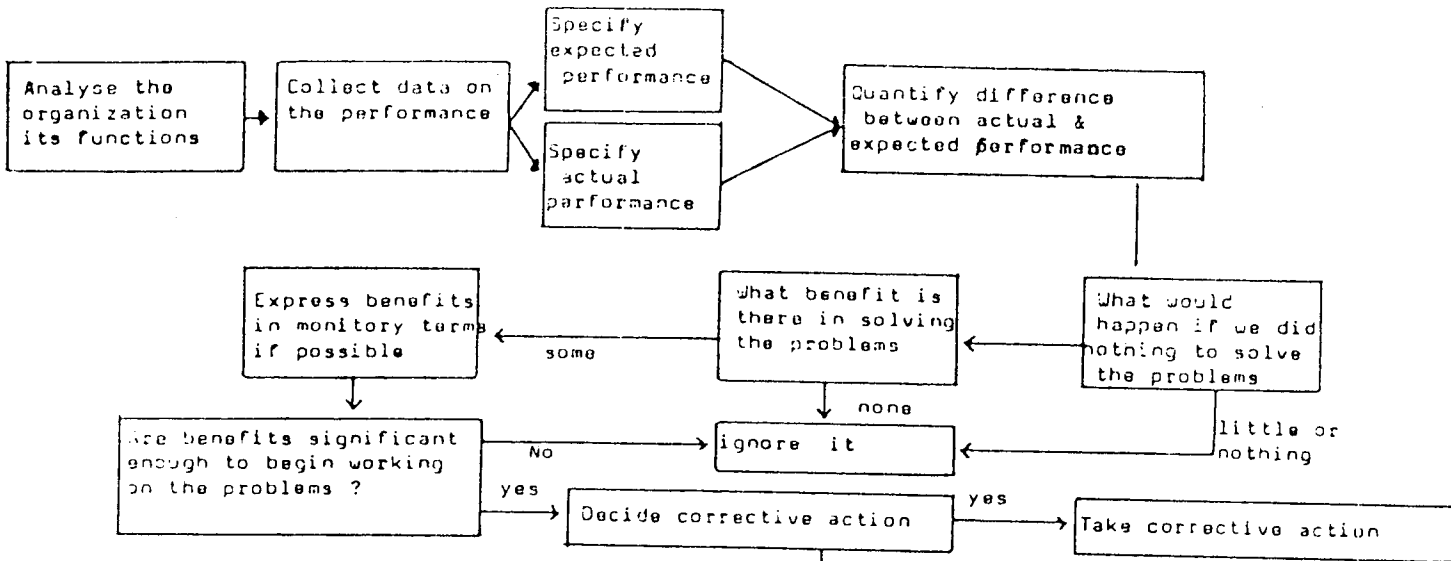 Analyse the
organization
its functions
Collect data on
the performance
Specify
expected
performance
Specify
actual
performance
Quantify difference
between actual &
expected performance
What would
happen if we did
nothing to solve
the problems
What benefit is
there in solving
the problems
some
Express benefits
in monitory terms
if possible
none
little or
nothing
Are benefits significant
enough to begin working
on the problems ?
No
ignore it
yes
Decide corrective action
yes
Take corrective action